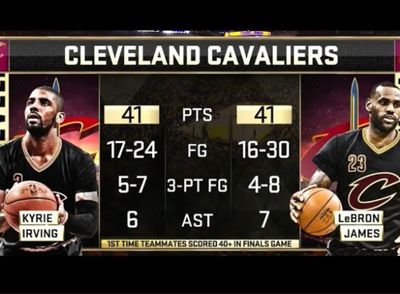 CLEVELAND CAVALIERS
41 PTS 41
17-24 FG 16-30
5-7 3-PT FG 4-8
6 AST 7
23
KYRIE
IRVING
LeBRON
JAMES
1ST TIME TEAMMATES SCORED 40+ IN FINALS GAME